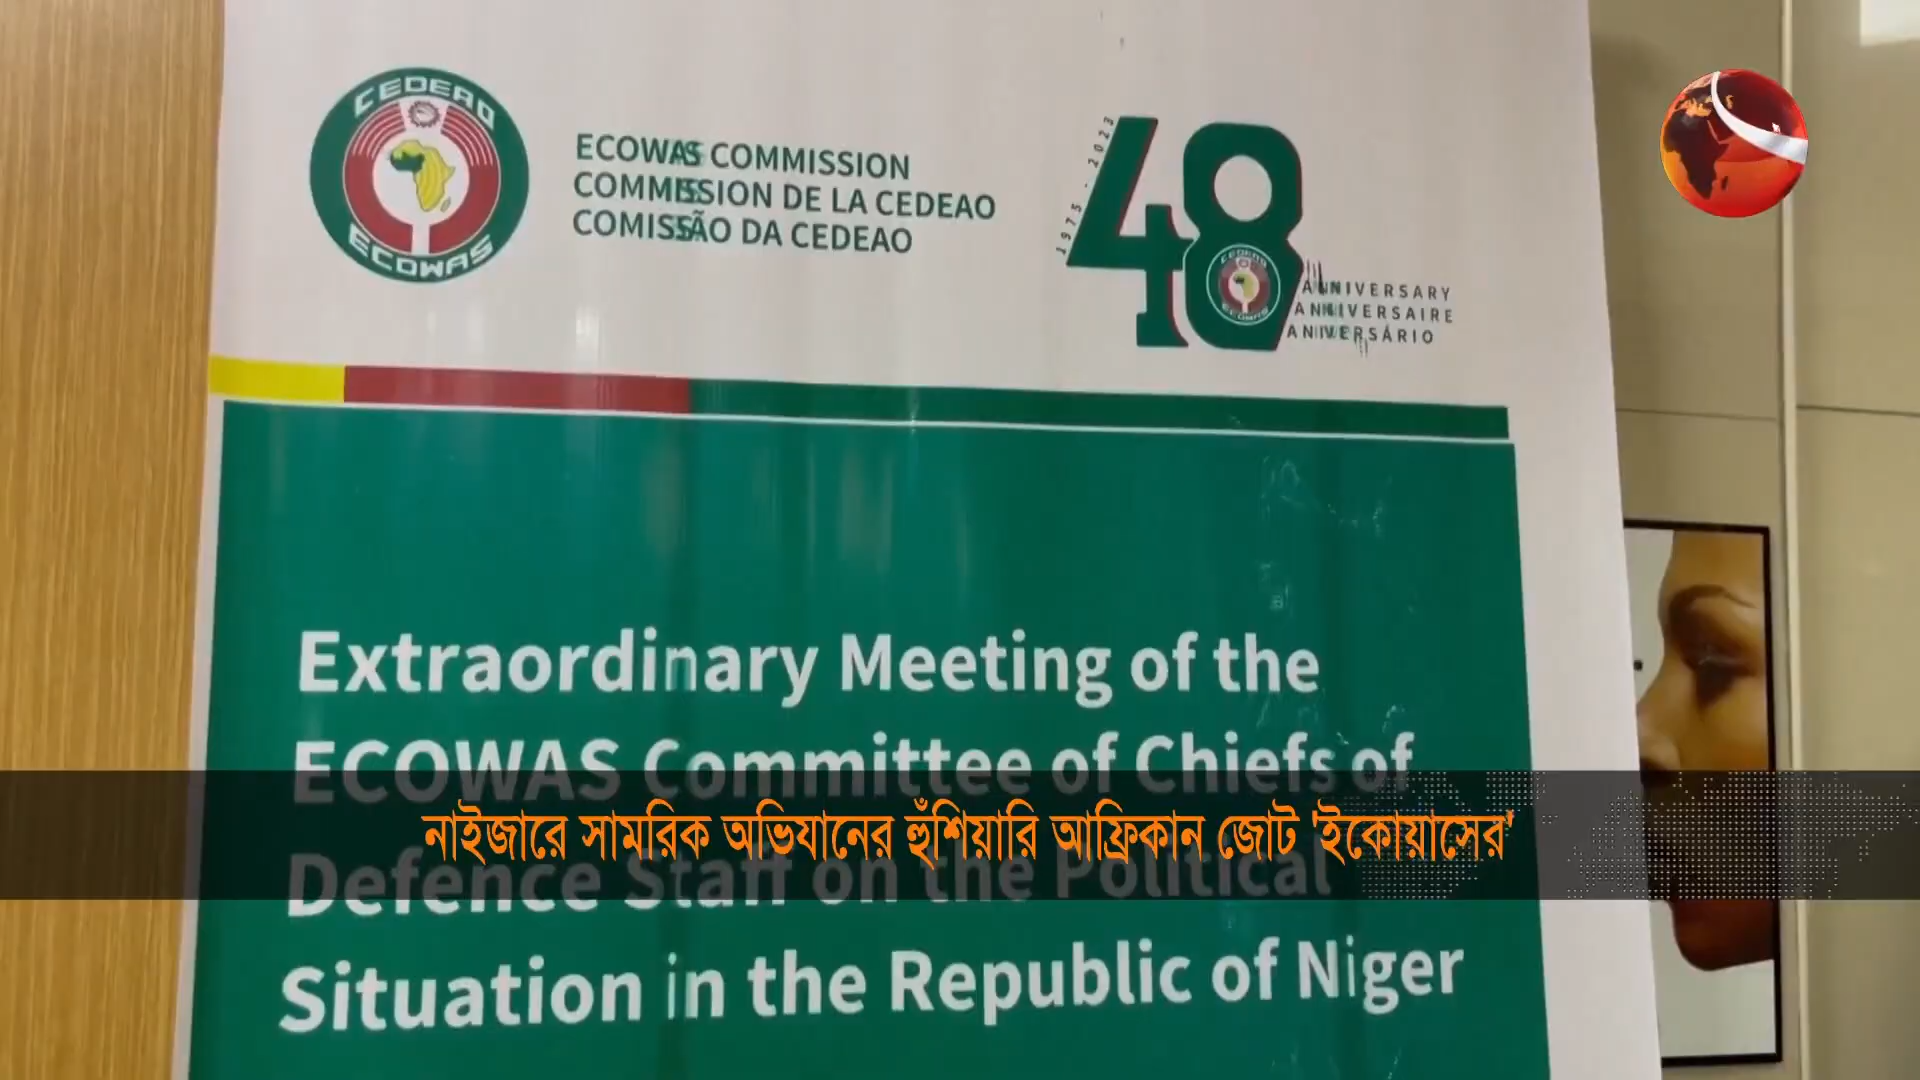 CEDEAO
ECOWAS
ECOWAS COMMISSION
COMMISSION DE LA CEDEAO
COMISSÃO DA CEDEAO
1975 - 2023
48
CEDEAO
ECOWAS
ANNIVERSARY
ANNIVERSAIRE
ANIVERSÁRIO
Extraordinary Meeting of the
ECOWAS Committee of Chiefs of
Defence Staff on the Political
Situation in the Republic of Niger
নাইজারে সামরিক অভিযানের হুঁশিয়ারি আফ্রিকান জোট 'ইকোয়াসের'